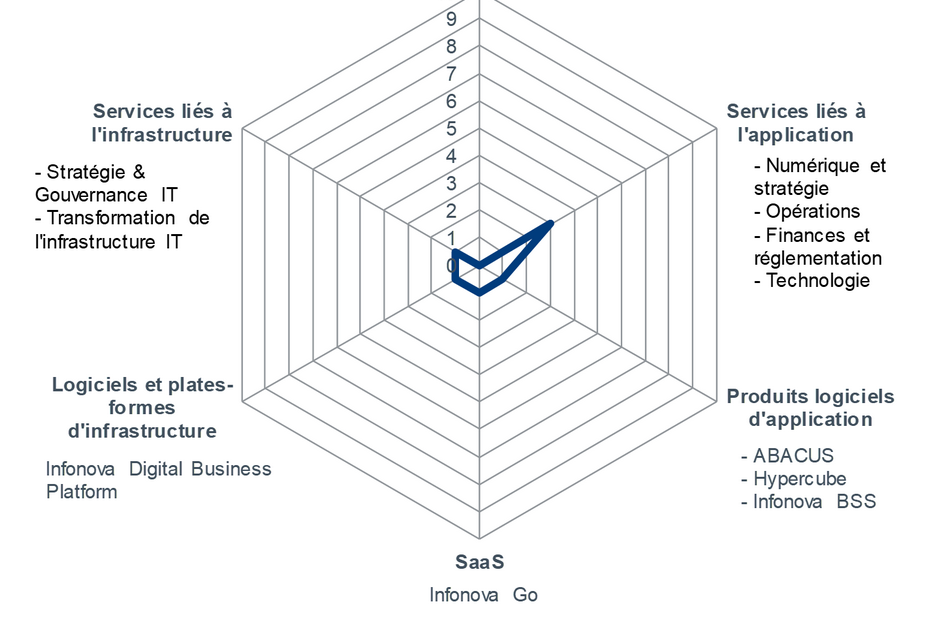 9
8
7
6
5
4
3
2
1
0
Services liés à
l'infrastructure
- Stratégie &
Gouvernance IT
- Transformation de
l'infrastructure IT
Services liés à
l'application
- Numérique et
stratégie
- Opérations
- Finances et
réglementation
- Technologie
Logiciels et plates-
formes
d'infrastructure
Infonova Digital Business
Platform
Produits logiciels
d'application
- ABACUS
- Hypercube
- Infonova BSS
SaaS
Infonova Go